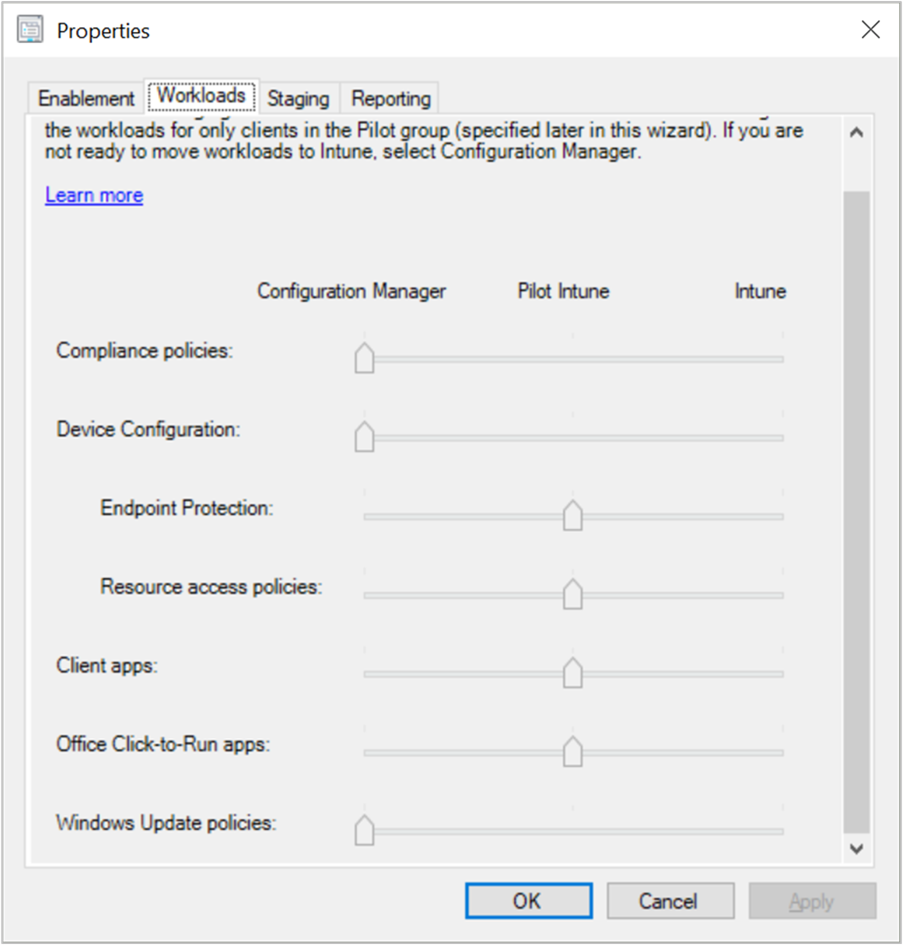 Properties
Enablement Workloads Staging Reporting
the workloads for only clients in the Pilot group (specified later in this wizard). If you are
not ready to move workloads to Intune, select Configuration Manager.
Learn more
Configuration Manager Pilot Intune Intune
Compliance policies:
Device Configuration:
Endpoint Protection:
Resource access policies:
Client apps:
Office Click-to-Run apps:
Windows Update policies:
OK Cancel Apply